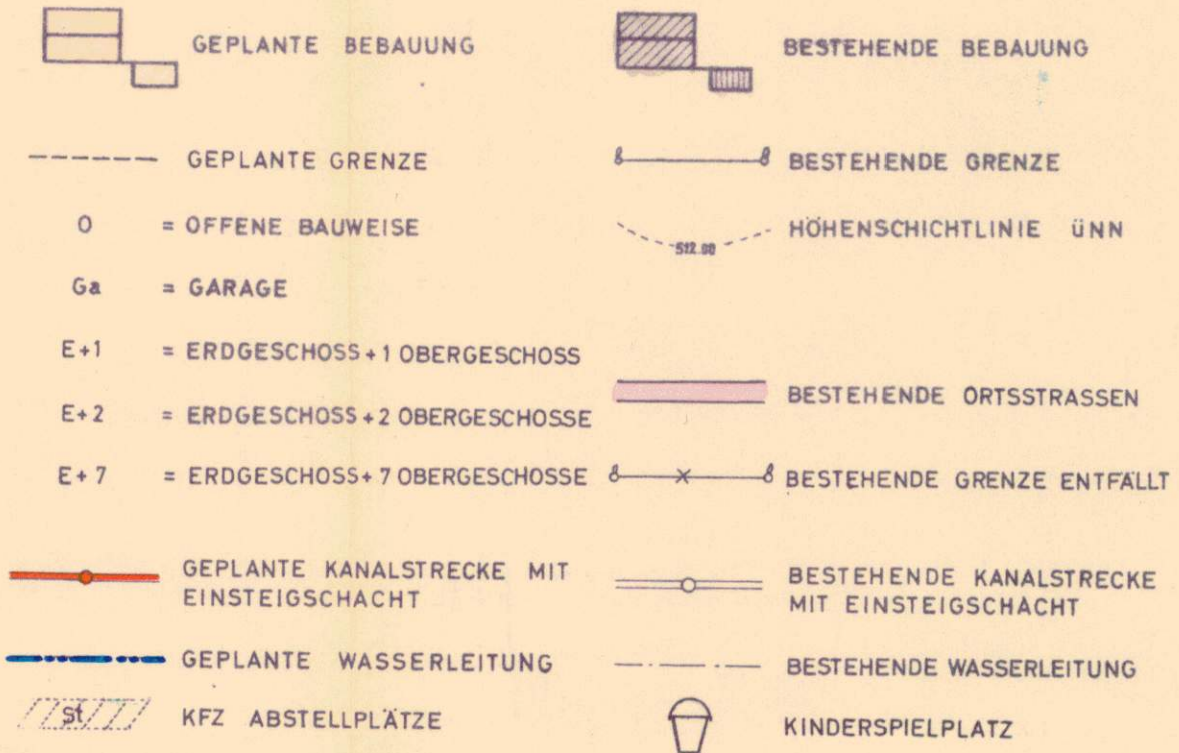 GEPLANTE BEBAUUNG
GEPLANTE GRENZE
O = OFFENE BAUWEISE
Ga = GARAGE
E+1 = ERDGESCHOSS+1 OBERGESCHOSS
E+2 = ERDGESCHOSS+2 OBERGESCHOSSE
E+7 = ERDGESCHOSS+7 OBERGESCHOSSE
GEPLANTE KANALSTRECKE MIT
EINSTEIGSCHACHT
GEPLANTE WASSERLEITUNG
St KFZ ABSTELLPLÄTZE
BESTEHENDE BEBAUUNG
BESTEHENDE GRENZE
512.00 HÖHENSCHICHTLINIE ÜNN
BESTEHENDE ORTSSTRASSEN
BESTEHENDE GRENZE ENTFÄLLT
BESTEHENDE KANALSTRECKE
MIT EINSTEIGSCHACHT
BESTEHENDE WASSERLEITUNG
KINDERSPIELPLATZ